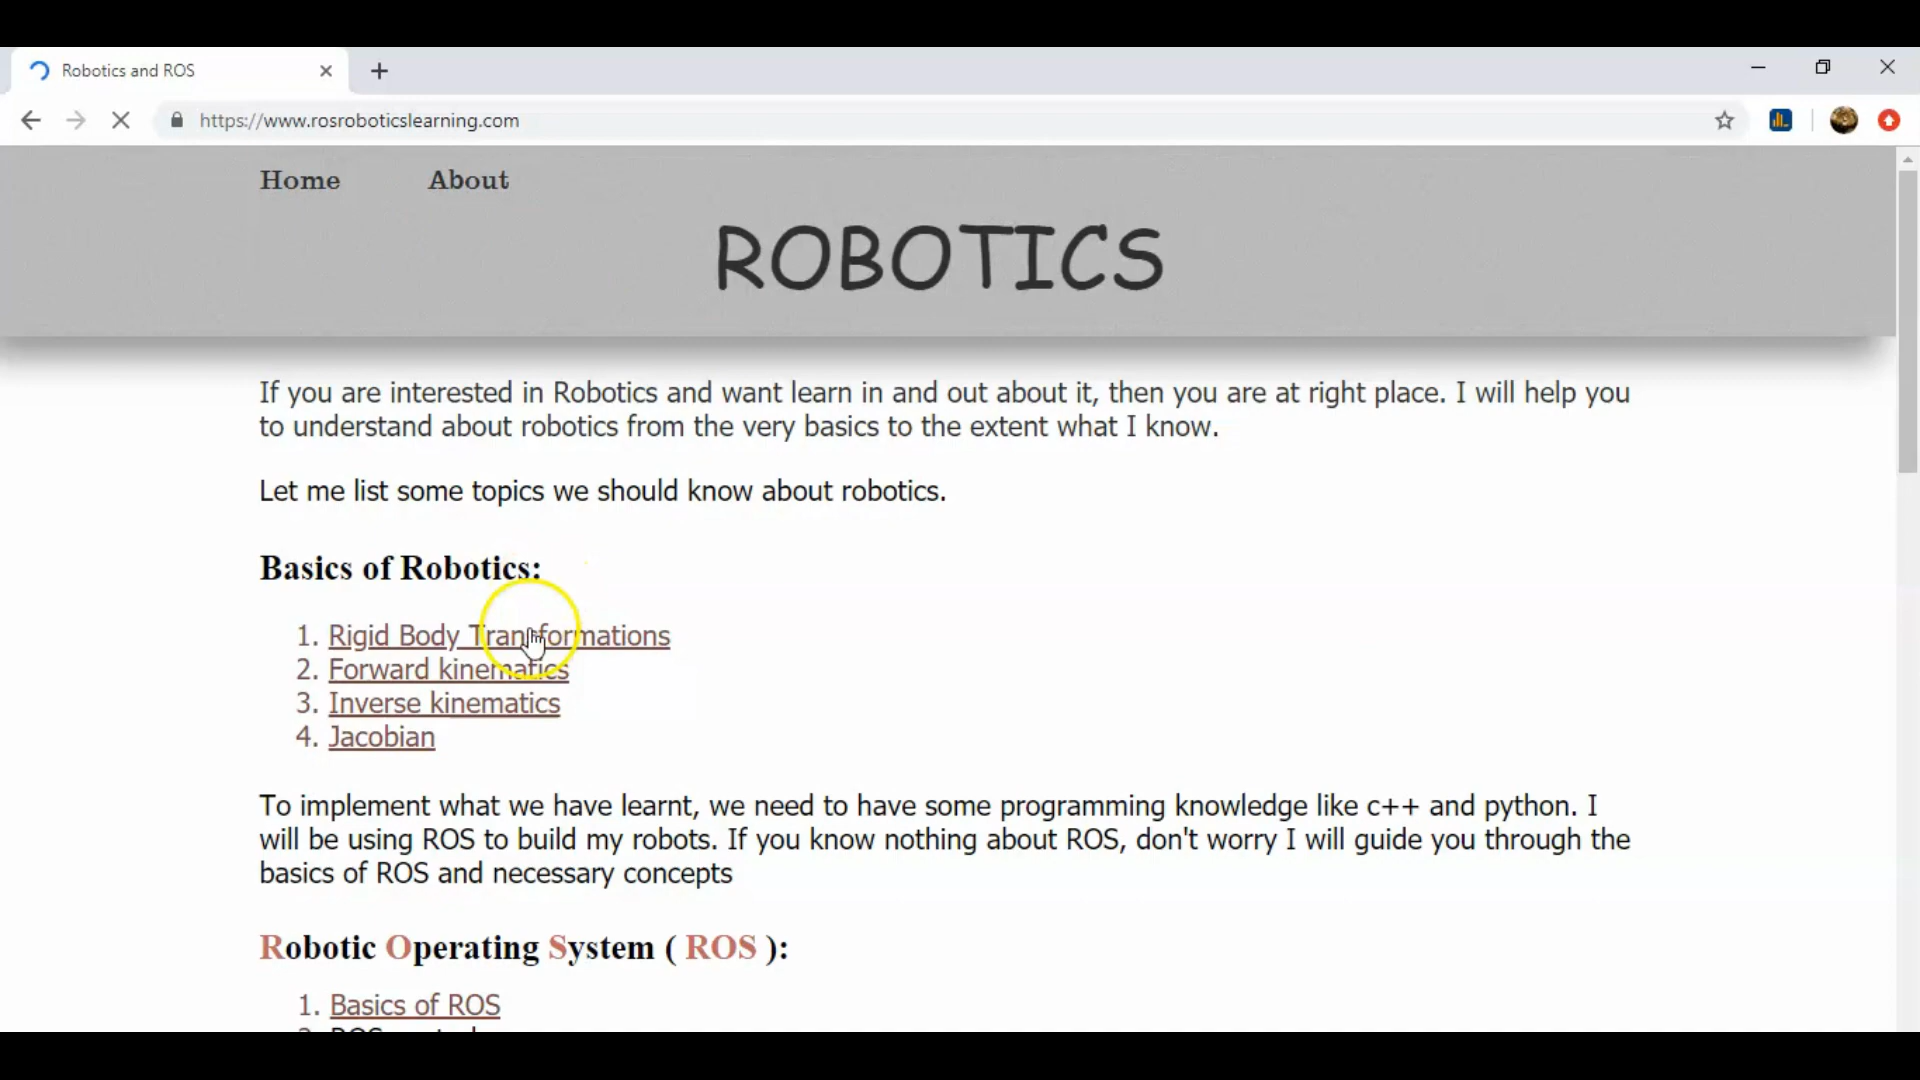 Robotics and ROS
https://www.rosroboticslearning.com
Home About
ROBOTICS
If you are interested in Robotics and want learn in and out about it, then you are at right place. I will help you
to understand about robotics from the very basics to the extent what I know.
Let me list some topics we should know about robotics.
Basics of Robotics:
1. Rigid Body Transformations
2. Forward kinematics
3. Inverse kinematics
4. Jacobian
To implement what we have learnt, we need to have some programming knowledge like c++ and python. I
will be using ROS to build my robots. If you know nothing about ROS, don't worry I will guide you through the
basics of ROS and necessary concepts
Robotic Operating System ( ROS ):
1. Basics of ROS